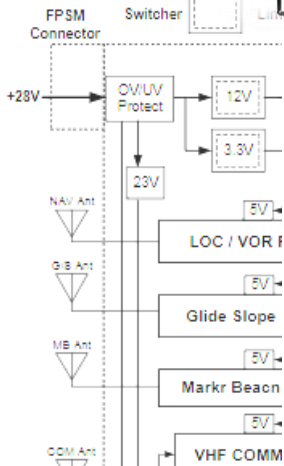 FPSM
Connector
Switcher
+28V
OV/UV
Protect
12V
3.3V
23V
NAV Ant
5V
LOC / VOR
G/S Ant
5V
Glide Slope
MB Ant
5V
Markr Beacn
5V
COM Ant
VHF COMM